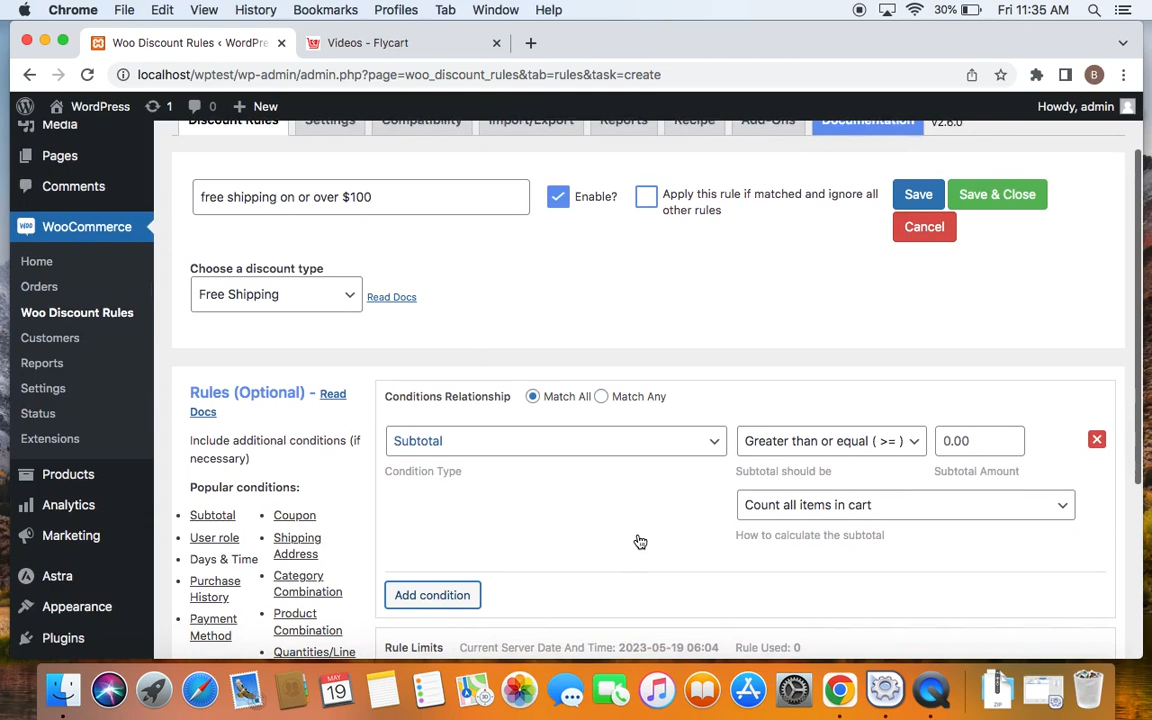 Chrome File Edit View History Bookmarks Profiles Tab Window Help 30% Fri 11:35 AM
Woo Discount Rules ‹ WordPre
Videos - Flycart
localhost/wptest/wp-admin/admin.php?page=woo_discount_rules&tab=rules&task=create
B
WordPress 1 0 New Howdy, admin
Discount Rules Settings Compatibility Import/Export Reports Recipe Add-Ons Documentation v2.6.0
Media
Pages
Comments
WooCommerce
Home
Orders
Woo Discount Rules
Customers
Reports
Settings
Status
Extensions
Products
Analytics
Marketing
Astra
Appearance
Plugins
free shipping on or over $100
Enable?
Apply this rule if matched and ignore all
other rules
Save
Save & Close
Cancel
Choose a discount type
Free Shipping
Read Docs
Rules (Optional) - Read
Docs
Include additional conditions (if
necessary)
Popular conditions:
Subtotal
User role
Days & Time
Purchase
History
Payment
Method
Coupon
Shipping
Address
Category
Combination
Product
Combination
Quantities/Line
Conditions Relationship Match All Match Any
Subtotal
Greater than or equal ( >= )
0.00
Condition Type
Subtotal should be
Subtotal Amount
Count all items in cart
How to calculate the subtotal
Add condition
Rule Limits Current Server Date And Time: 2023-05-19 06:04 Rule Used: 0
MAY
19
ZIP